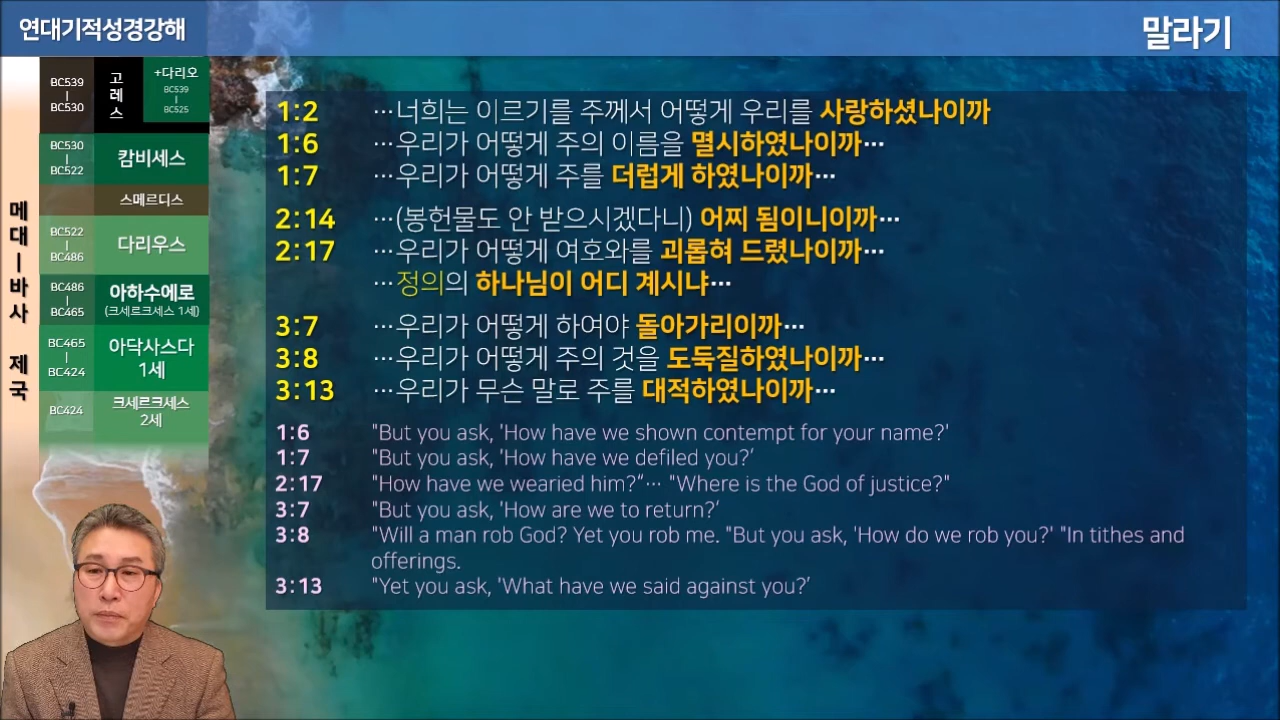 연대기적성경강해
말라기
BC539
|
BC530
고레스
+다리오
BC539
|
BC525
BC530
|
BC522
캄비세스
스메르디스
BC522
|
BC486
다리우스
BC486
|
BC465
아하수에로
(크세르크세스 1세)
BC465
|
BC424
아닥사스다
1세
BC424
크세르크세스
2세
메대ㅡ바사 제국
1:2 …너희는 이르기를 주께서 어떻게 우리를 사랑하셨나이까
1:6 …우리가 어떻게 주의 이름을 멸시하였나이까…
1:7 …우리가 어떻게 주를 더럽게 하였나이까…
2:14 …(봉헌물도 안 받으시겠다니) 어찌 됨이니이까…
2:17 …우리가 어떻게 여호와를 괴롭혀 드렸나이까…
…정의의 하나님이 어디 계시냐…
3:7 …우리가 어떻게 하여야 돌아가리이까…
3:8 …우리가 어떻게 주의 것을 도둑질하였나이까…
3:13 …우리가 무슨 말로 주를 대적하였나이까…
1:6 "But you ask, 'How have we shown contempt for your name?'
1:7 "But you ask, 'How have we defiled you?'
2:17 "How have we wearied him?"… "Where is the God of justice?"
3:7 "But you ask, 'How are we to return?'
3:8 "Will a man rob God? Yet you rob me. "But you ask, 'How do we rob you?' "In tithes and
offerings.
3:13 "Yet you ask, 'What have we said against you?'